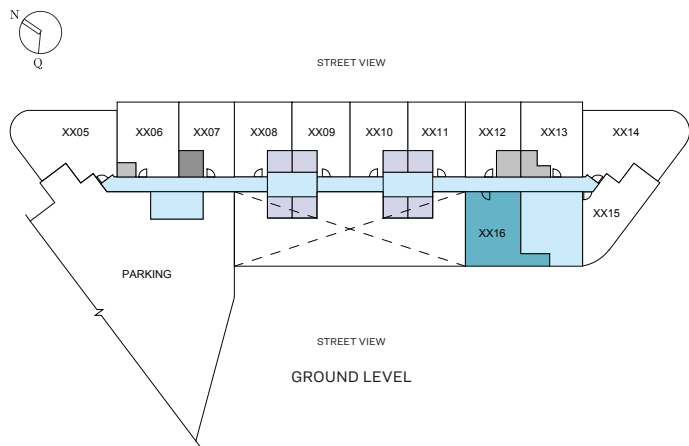 N
Q
STREET VIEW
XX05 XX06 XX07 XX08 XX09 XX10 XX11 XX12 XX13 XX14
XX15
XX16
PARKING
STREET VIEW
GROUND LEVEL